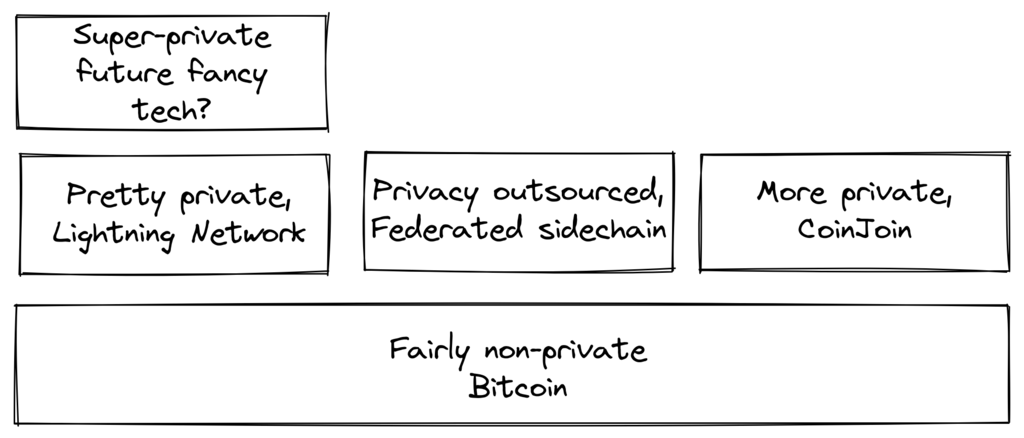 Super-private
future fancy
tech?
Pretty private,
Lightning Network
Privacy outsourced,
Federated sidechain
More private,
CoinJoin
Fairly non-private
Bitcoin